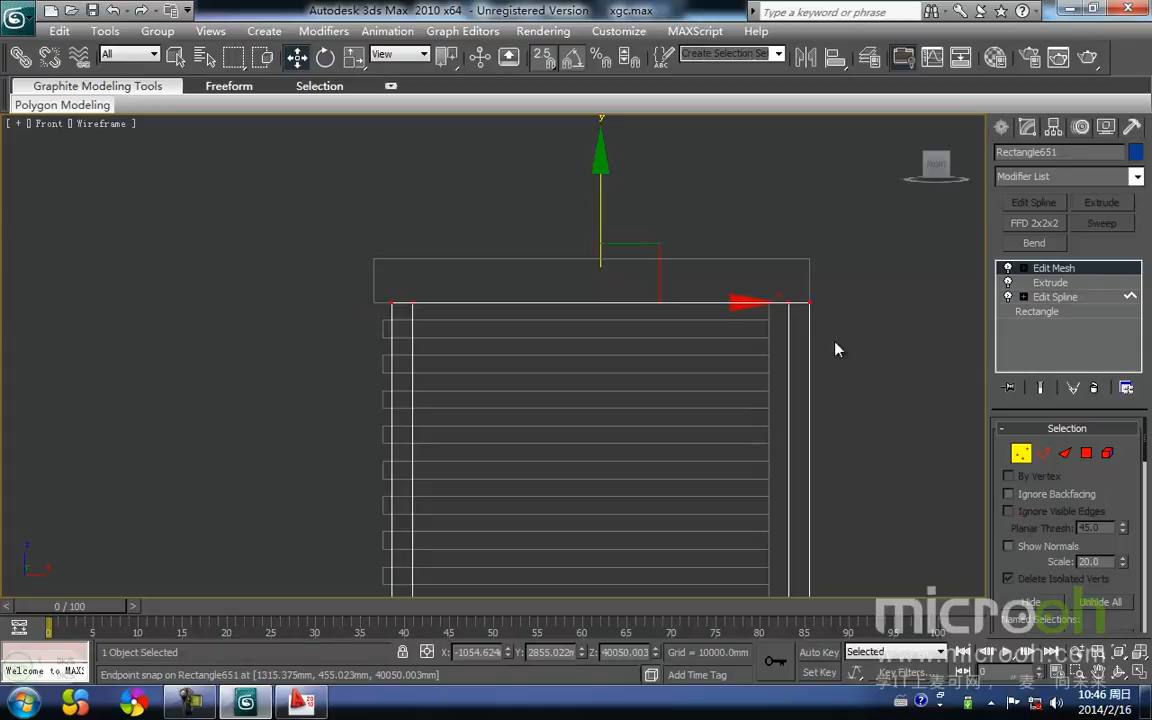 Autodesk 3ds Max 2010 x64 - Unregistered Version xgc.max
Type a keyword or phrase
Edit Tools Group Views Create Modifiers Animation Graph Editors Rendering Customize MAXScript Help
All View 2.5 Create Selection Se
Graphite Modeling Tools Freeform Selection
Polygon Modeling
[ + ] Front [] Wireframe ]
y
FRONT
Rectangle651
Modifier List
Edit Spline Extrude
FFD 2x2x2 Sweep
Bend
Edit Mesh
Extrude
Edit Spline
Rectangle
- Selection
By Vertex
Ignore Backfacing
Ignore Visible Edges
Planar Thresh: 45.0
Show Normals
Scale: 20.0
Delete Isolated Verts
Hide Unhide All
Named Selections:
microoh
www.microoh.com
< 0 / 100 >
0 5 10 15 20 25 30 35 40 45 50 55 60 65 70 75 80 85 90 95 100
1 Object Selected X: -1054.624 Y: 2855.022m Z: 40050.003 Grid = 10000.0mm Auto Key Selected
Welcome to MAX Endpoint snap on Rectangle651 at [1315.375mm, 455.023mm, 40050.003mm] Add Time Tag Set Key Key Filters... 0
10:46 周日
2014/2/16